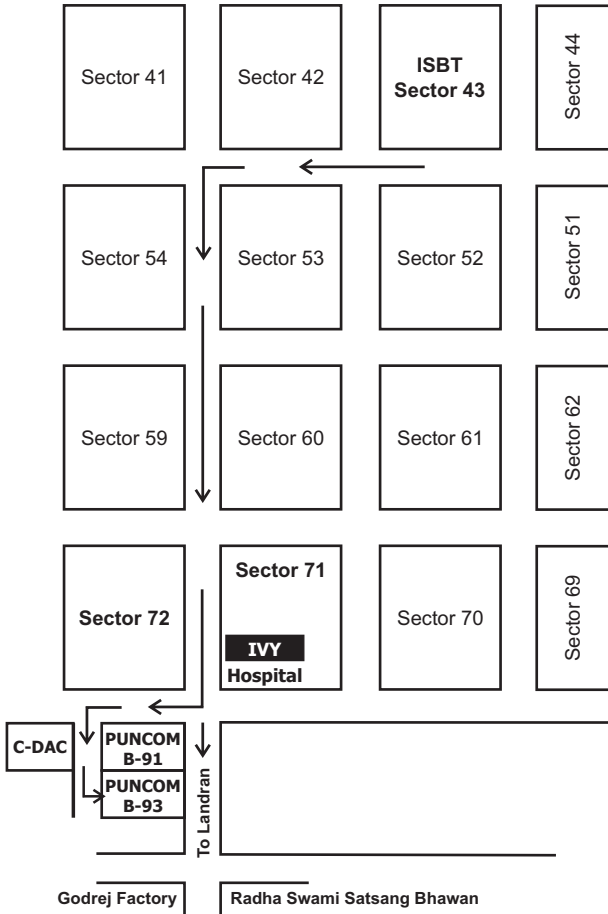 Sector 41
Sector 42
ISBT
Sector 43
Sector 44
Sector 54
Sector 53
Sector 52
Sector 51
Sector 59
Sector 60
Sector 61
Sector 62
Sector 72
Sector 71
IVY
Hospital
Sector 70
Sector 69
C-DAC
PUNCOM
B-91
PUNCOM
B-93
To Landran
Godrej Factory
Radha Swami Satsang Bhawan